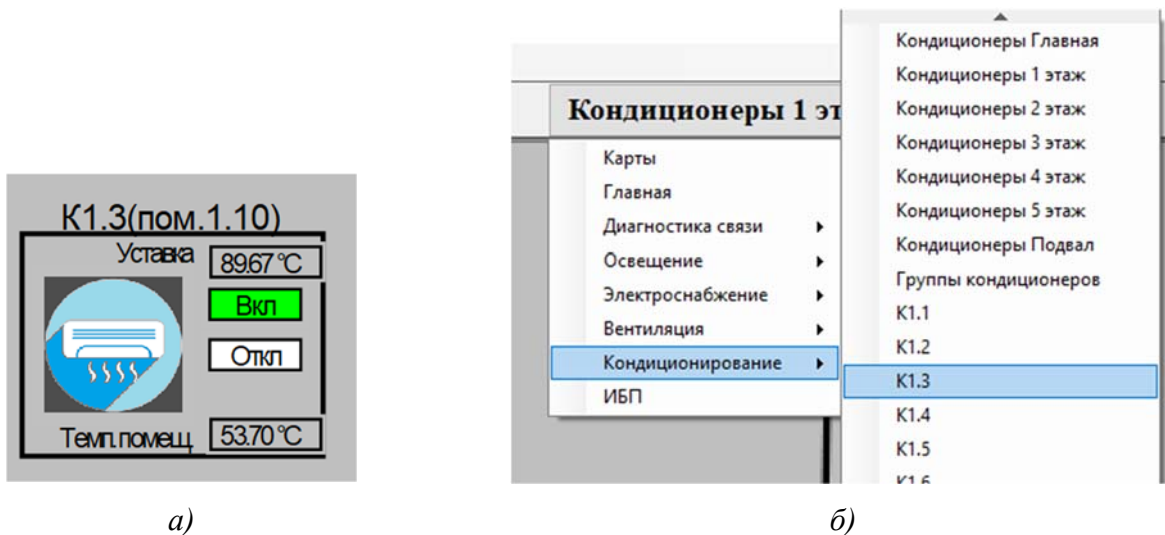 К1.3(пом.1.10)
Уставка 89.67 °C
Вкл
Откл
Темп.помещ. 53.70 °C
а)
Кондиционеры 1 эт
Карты
Главная
Диагностика связи
Освещение
Электроснабжение
Вентиляция
Кондиционирование
ИБП
Кондиционеры Главная
Кондиционеры 1 этаж
Кондиционеры 2 этаж
Кондиционеры 3 этаж
Кондиционеры 4 этаж
Кондиционеры 5 этаж
Кондиционеры Подвал
Группы кондиционеров
К1.1
К1.2
К1.3
К1.4
К1.5
К1.6
б)